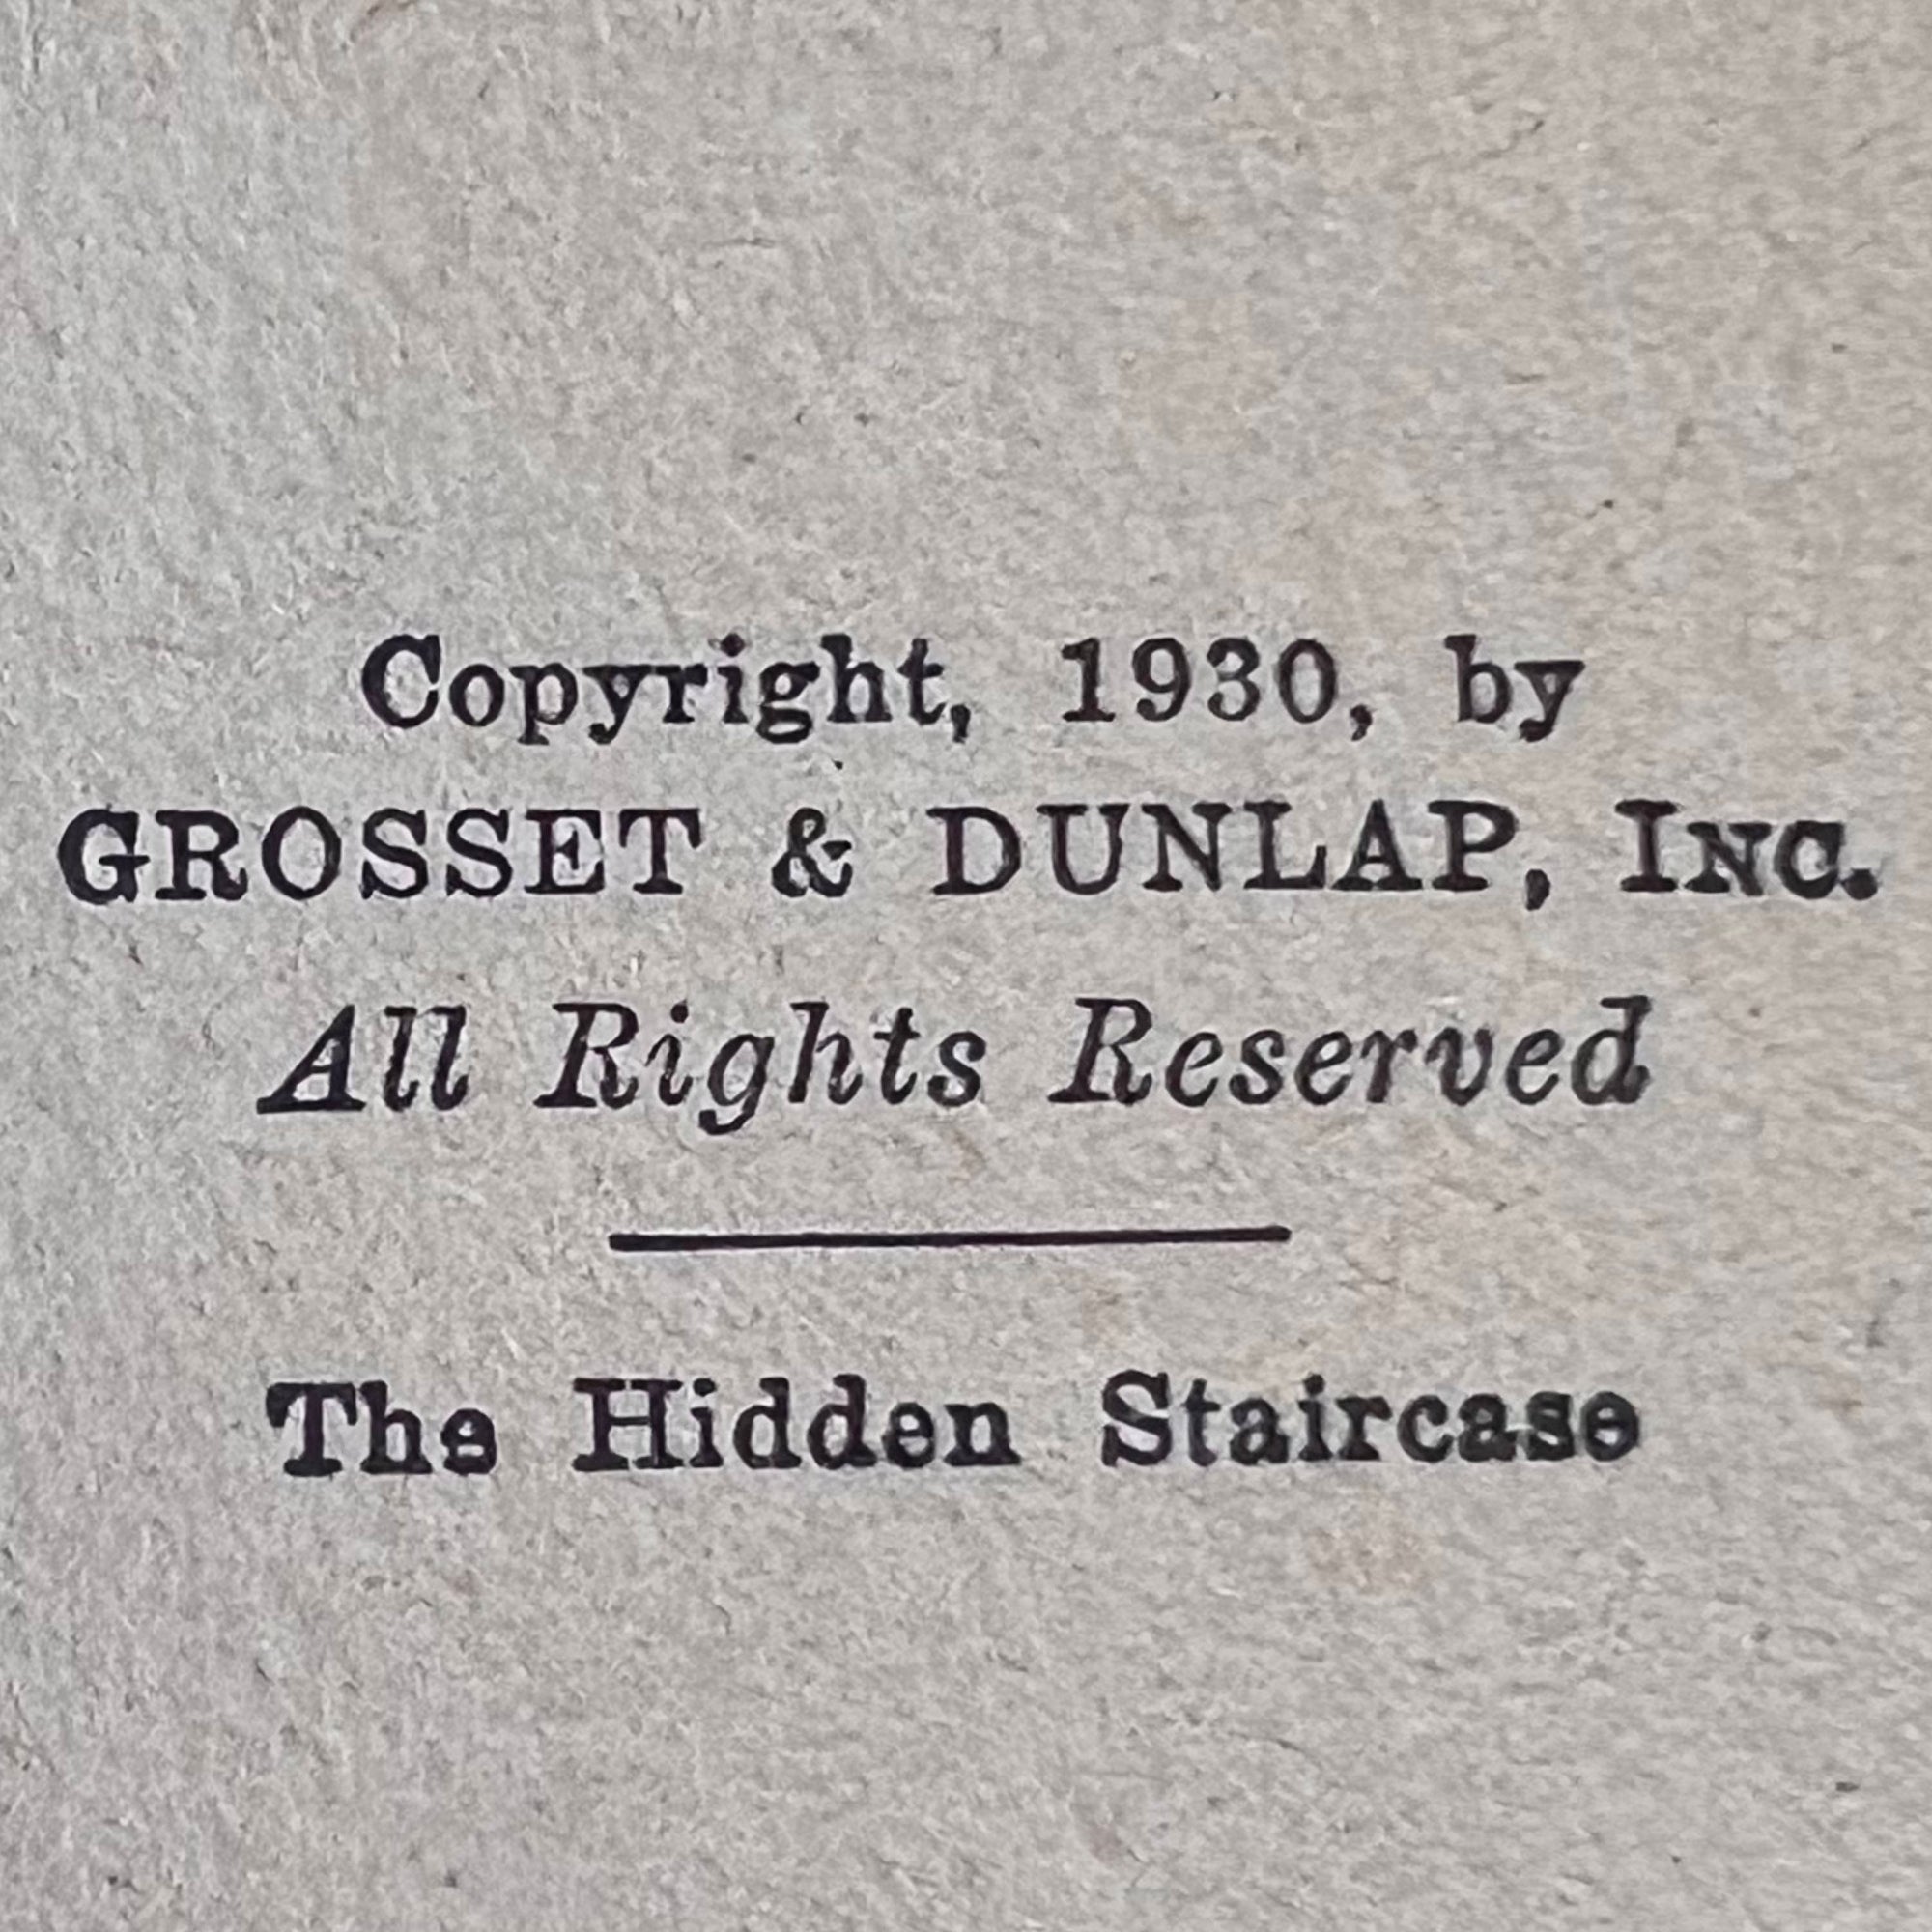 Copyright, 1930, by
GROSSET & DUNLAP, INC.
All Rights Reserved
The Hidden Staircase